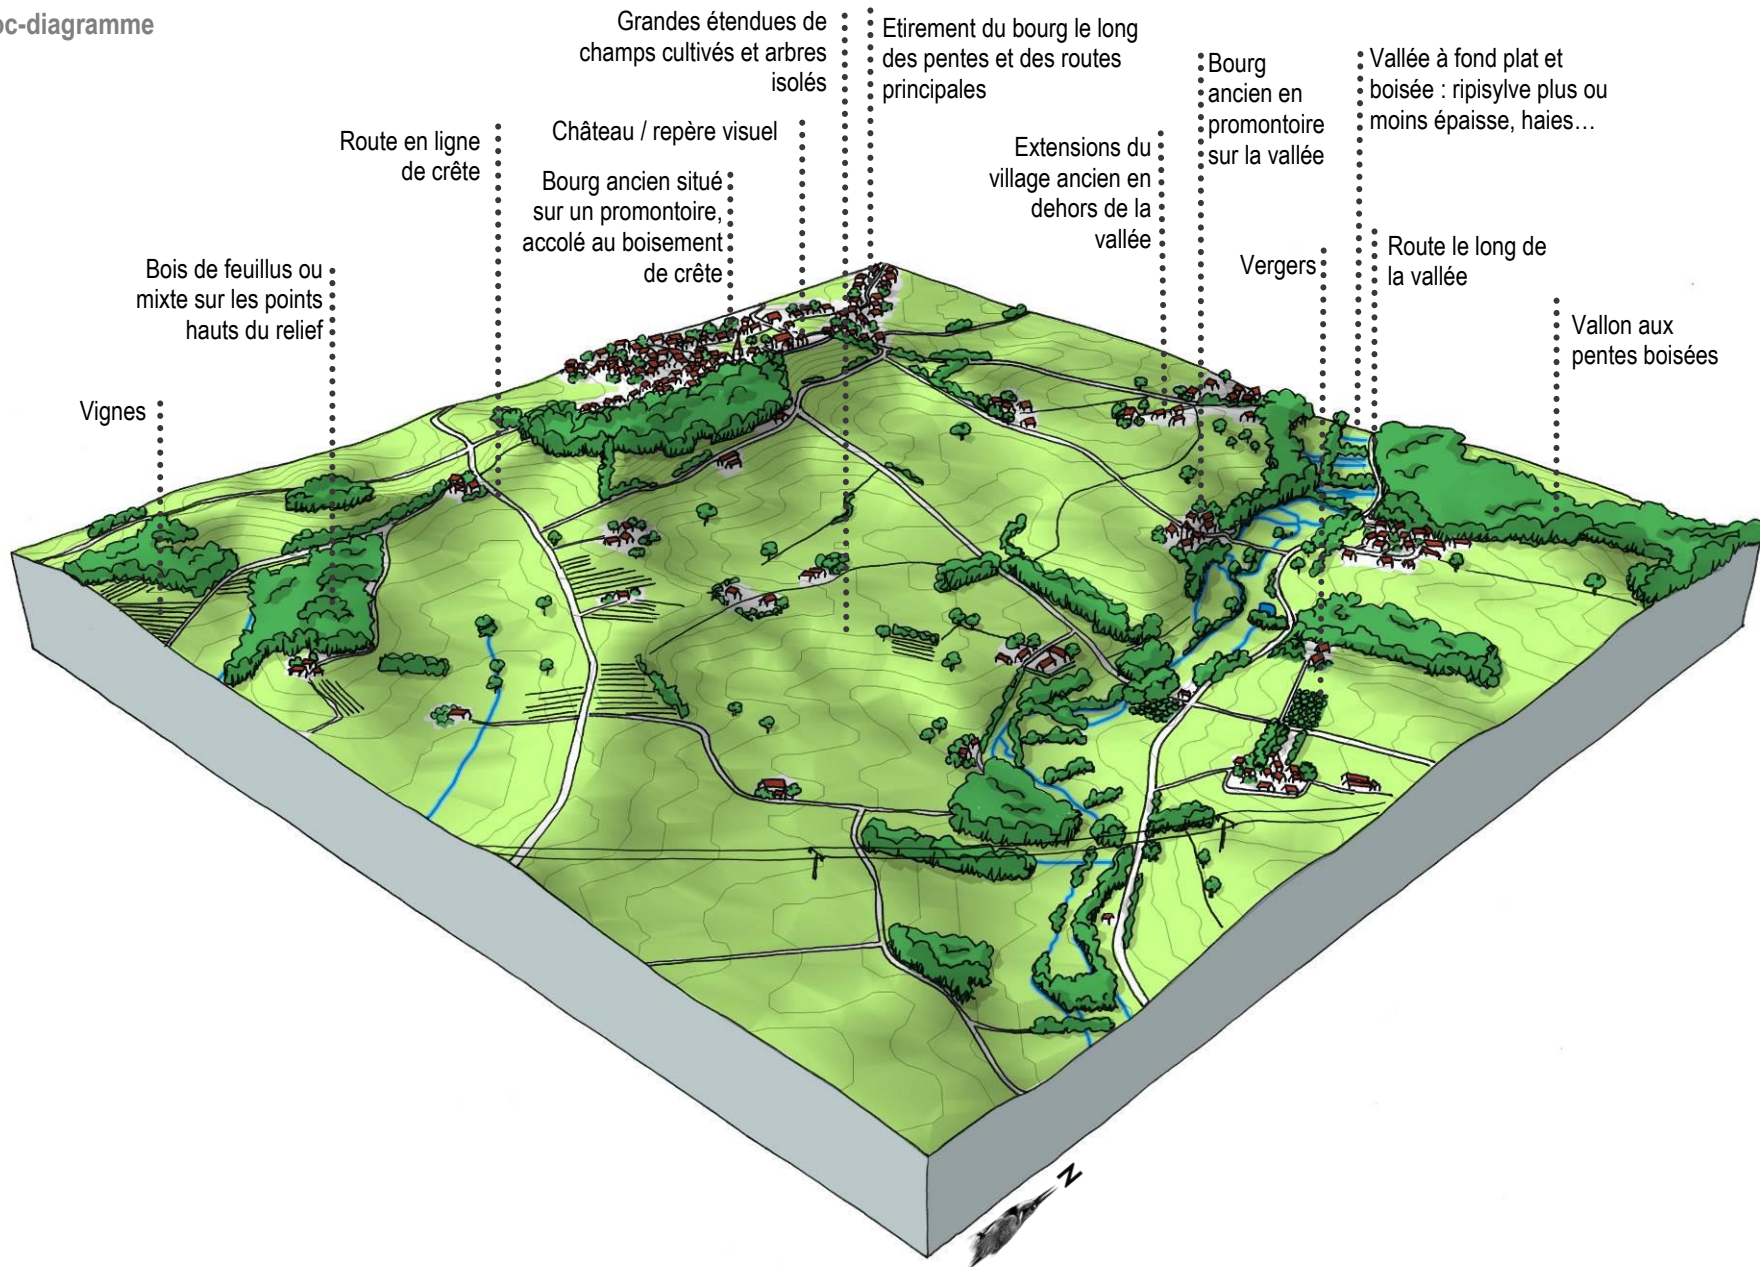 oc-diagramme
Grandes étendues de
champs cultivés et arbres
isolés
Etirement du bourg le long
des pentes et des routes
principales
Bourg
ancien en
promontoire
sur la vallée
Vallée à fond plat et
boisée : ripisylve plus ou
moins épaisse, haies…
Route en ligne
de crête
Château / repère visuel
Bourg ancien situé
sur un promontoire,
accolé au boisement
de crête
Extensions du
village ancien en
dehors de la
vallée
Vergers
Route le long de
la vallée
Bois de feuillus ou
mixte sur les points
hauts du relief
Vallon aux
pentes boisées
Vignes
N